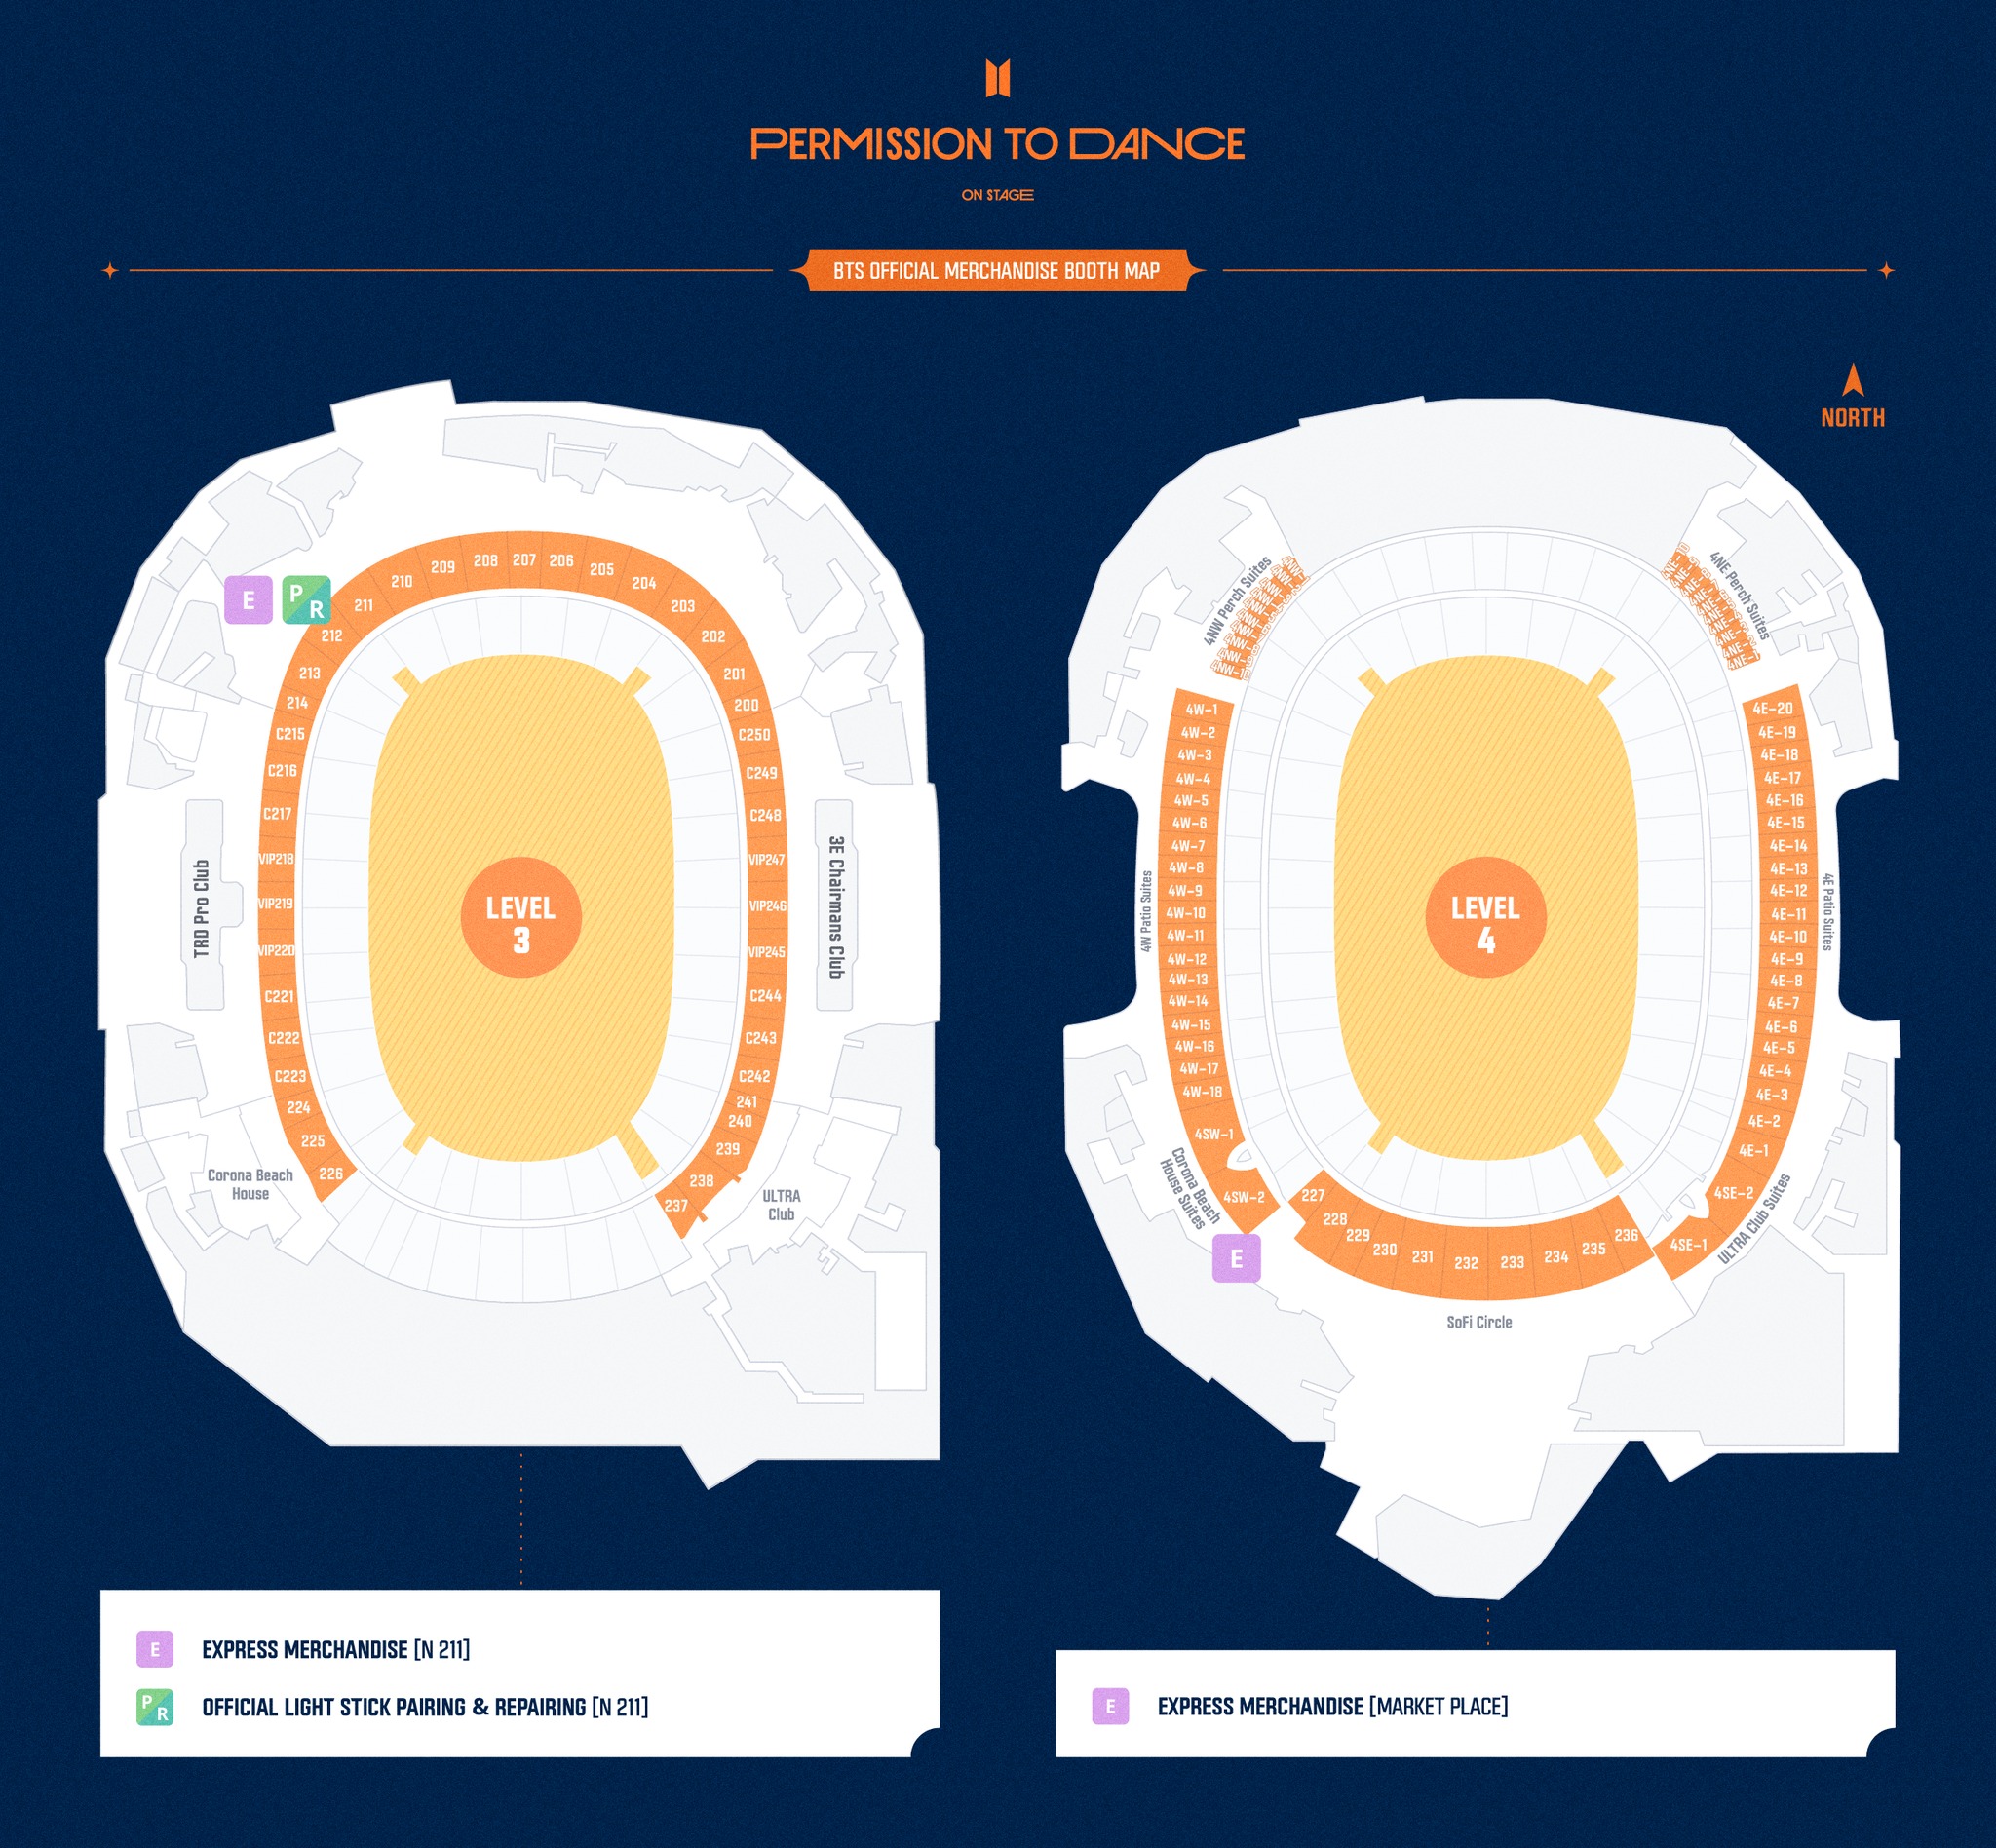 PERMISSION TO DANCE
ON STAGE
BTS OFFICIAL MERCHANDISE BOOTH MAP
NORTH
E
P
R
207
208
206
209
205
210
204
211
203
212
202
213
201
214
200
C215
C250
C216
C249
C217
C248
VIP218
VIP247
VIP219
VIP246
VIP220
VIP245
C221
C244
C222
C243
C223
C242
224
241
240
225
239
226
238
237
TRD Pro Club
3E Chairmans Club
LEVEL
3
Corona Beach
House
ULTRA
Club
4NW Perch Suites
4NE Perch Suites
4W-1
4W-2
4W-3
4W-4
4W-5
4W-6
4W-7
4W-8
4W-9
4W-10
4W-11
4W-12
4W-13
4W-14
4W-15
4W-16
4W-17
4W-18
4SW-1
4SW-2
4W Patio Suites
4E-20
4E-19
4E-18
4E-17
4E-16
4E-15
4E-14
4E-13
4E-12
4E-11
4E-10
4E-9
4E-8
4E-7
4E-6
4E-5
4E-4
4E-3
4E-2
4E-1
4SE-2
4SE-1
4E Patio Suites
LEVEL
4
Corona Beach
House Suites
ULTRA Club Suites
E
227
228
229
230
231
232
233
234
235
236
SoFi Circle
E EXPRESS MERCHANDISE [N 211]
P R OFFICIAL LIGHT STICK PAIRING & REPAIRING [N 211]
E EXPRESS MERCHANDISE [MARKET PLACE]